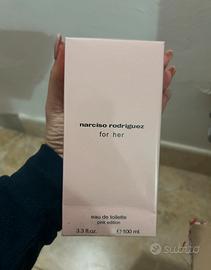 narciso rodriguez
for her
eau de toilette
pink edition
3.3 fl.oz. ℮ 100 ml
subito